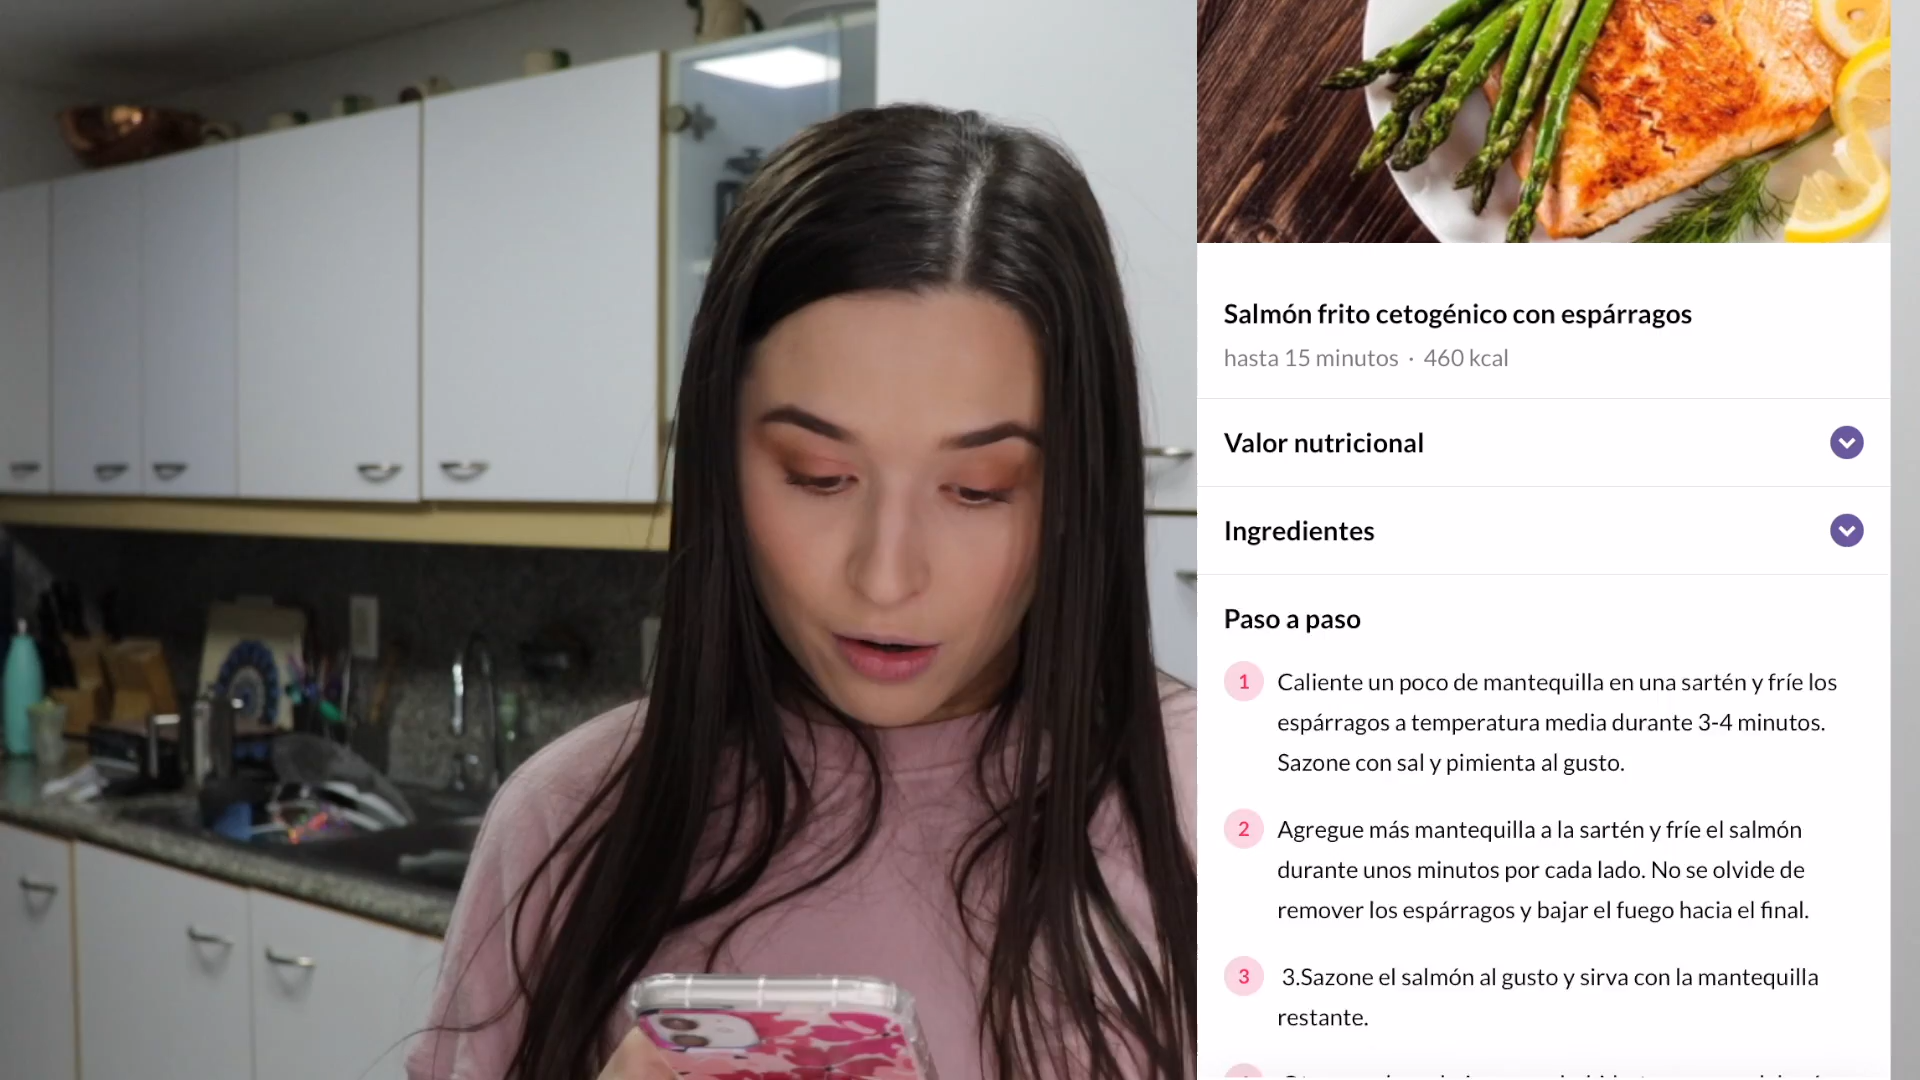 Salmón frito cetogénico con espárragos
hasta 15 minutos · 460 kcal
Valor nutricional
Ingredientes
Paso a paso
1 Caliente un poco de mantequilla en una sartén y fríe los
espárragos a temperatura media durante 3-4 minutos.
Sazone con sal y pimienta al gusto.
2 Agregue más mantequilla a la sartén y fríe el salmón
durante unos minutos por cada lado. No se olvide de
remover los espárragos y bajar el fuego hacia el final.
3 3.Sazone el salmón al gusto y sirva con la mantequilla
restante.